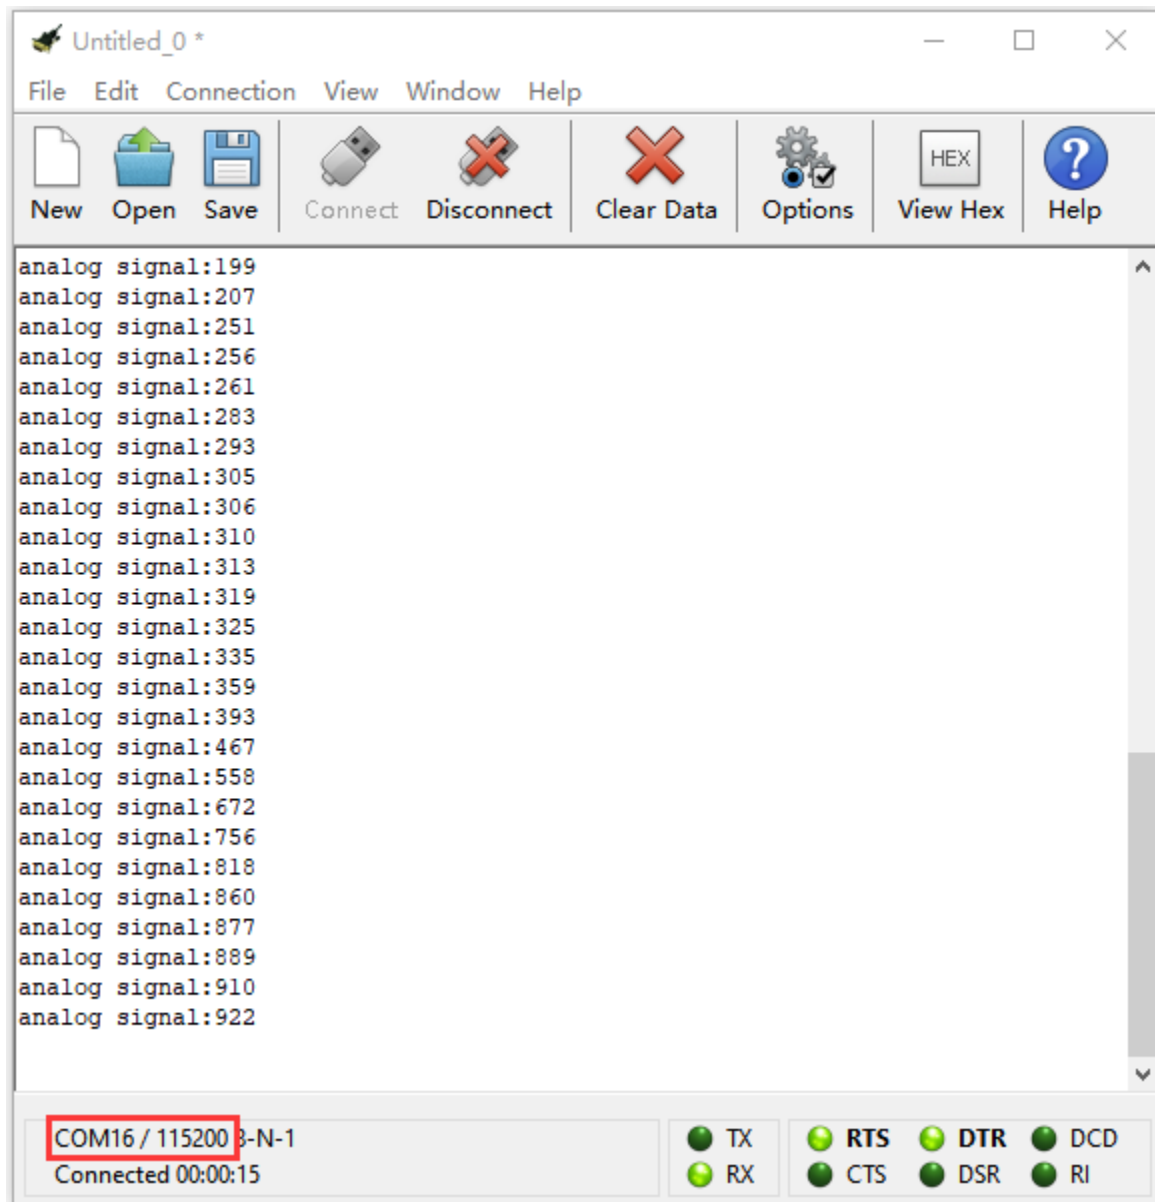 Untitled_0 *
File Edit Connection View Window Help
HEX
New Open Save Connect Disconnect Clear Data Options View Hex Help
analog signal:199
analog signal:207
analog signal:251
analog signal:256
analog signal:261
analog signal:283
analog signal:293
analog signal:305
analog signal:306
analog signal:310
analog signal:313
analog signal:319
analog signal:325
analog signal:335
analog signal:359
analog signal:393
analog signal:467
analog signal:558
analog signal:672
analog signal:756
analog signal:818
analog signal:860
analog signal:877
analog signal:889
analog signal:910
analog signal:922
COM16 / 115200 8-N-1 TX RTS DTR DCD
Connected 00:00:15 RX CTS DSR RI